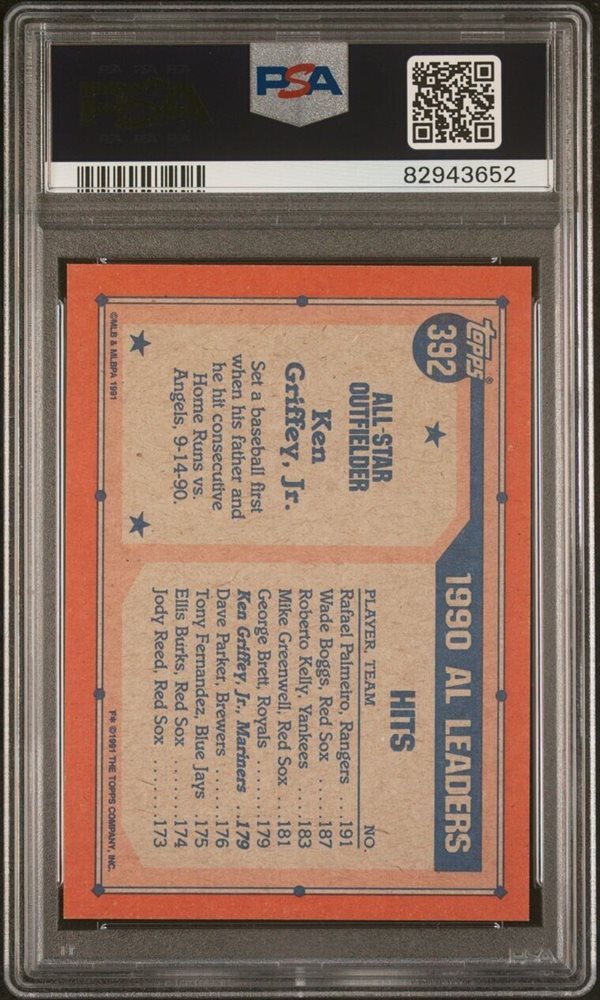 PSA
82943652
topps®
392
ALL-STAR
OUTFIELDER
Ken
Griffey, Jr.
Set a baseball first
when his father and
he hit consecutive
Home Runs vs.
Angels, 9-14-90.
©MLB & MLBPA 1991
1990 AL LEADERS
HITS
PLAYER, TEAM NO.
Rafael Palmeiro, Rangers ...191
Wade Boggs, Red Sox .....187
Roberto Kelly, Yankees .....183
Mike Greenwell, Red Sox ...181
George Brett, Royals .......179
Ken Griffey, Jr., Mariners ..179
Dave Parker, Brewers ......176
Tony Fernandez, Blue Jays 175
Ellis Burks, Red Sox .......174
Jody Reed, Red Sox .......173
F* ©1991 THE TOPPS COMPANY, INC.
PSA